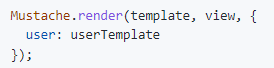 Mustache.render(template, view, {
  user: userTemplate
});